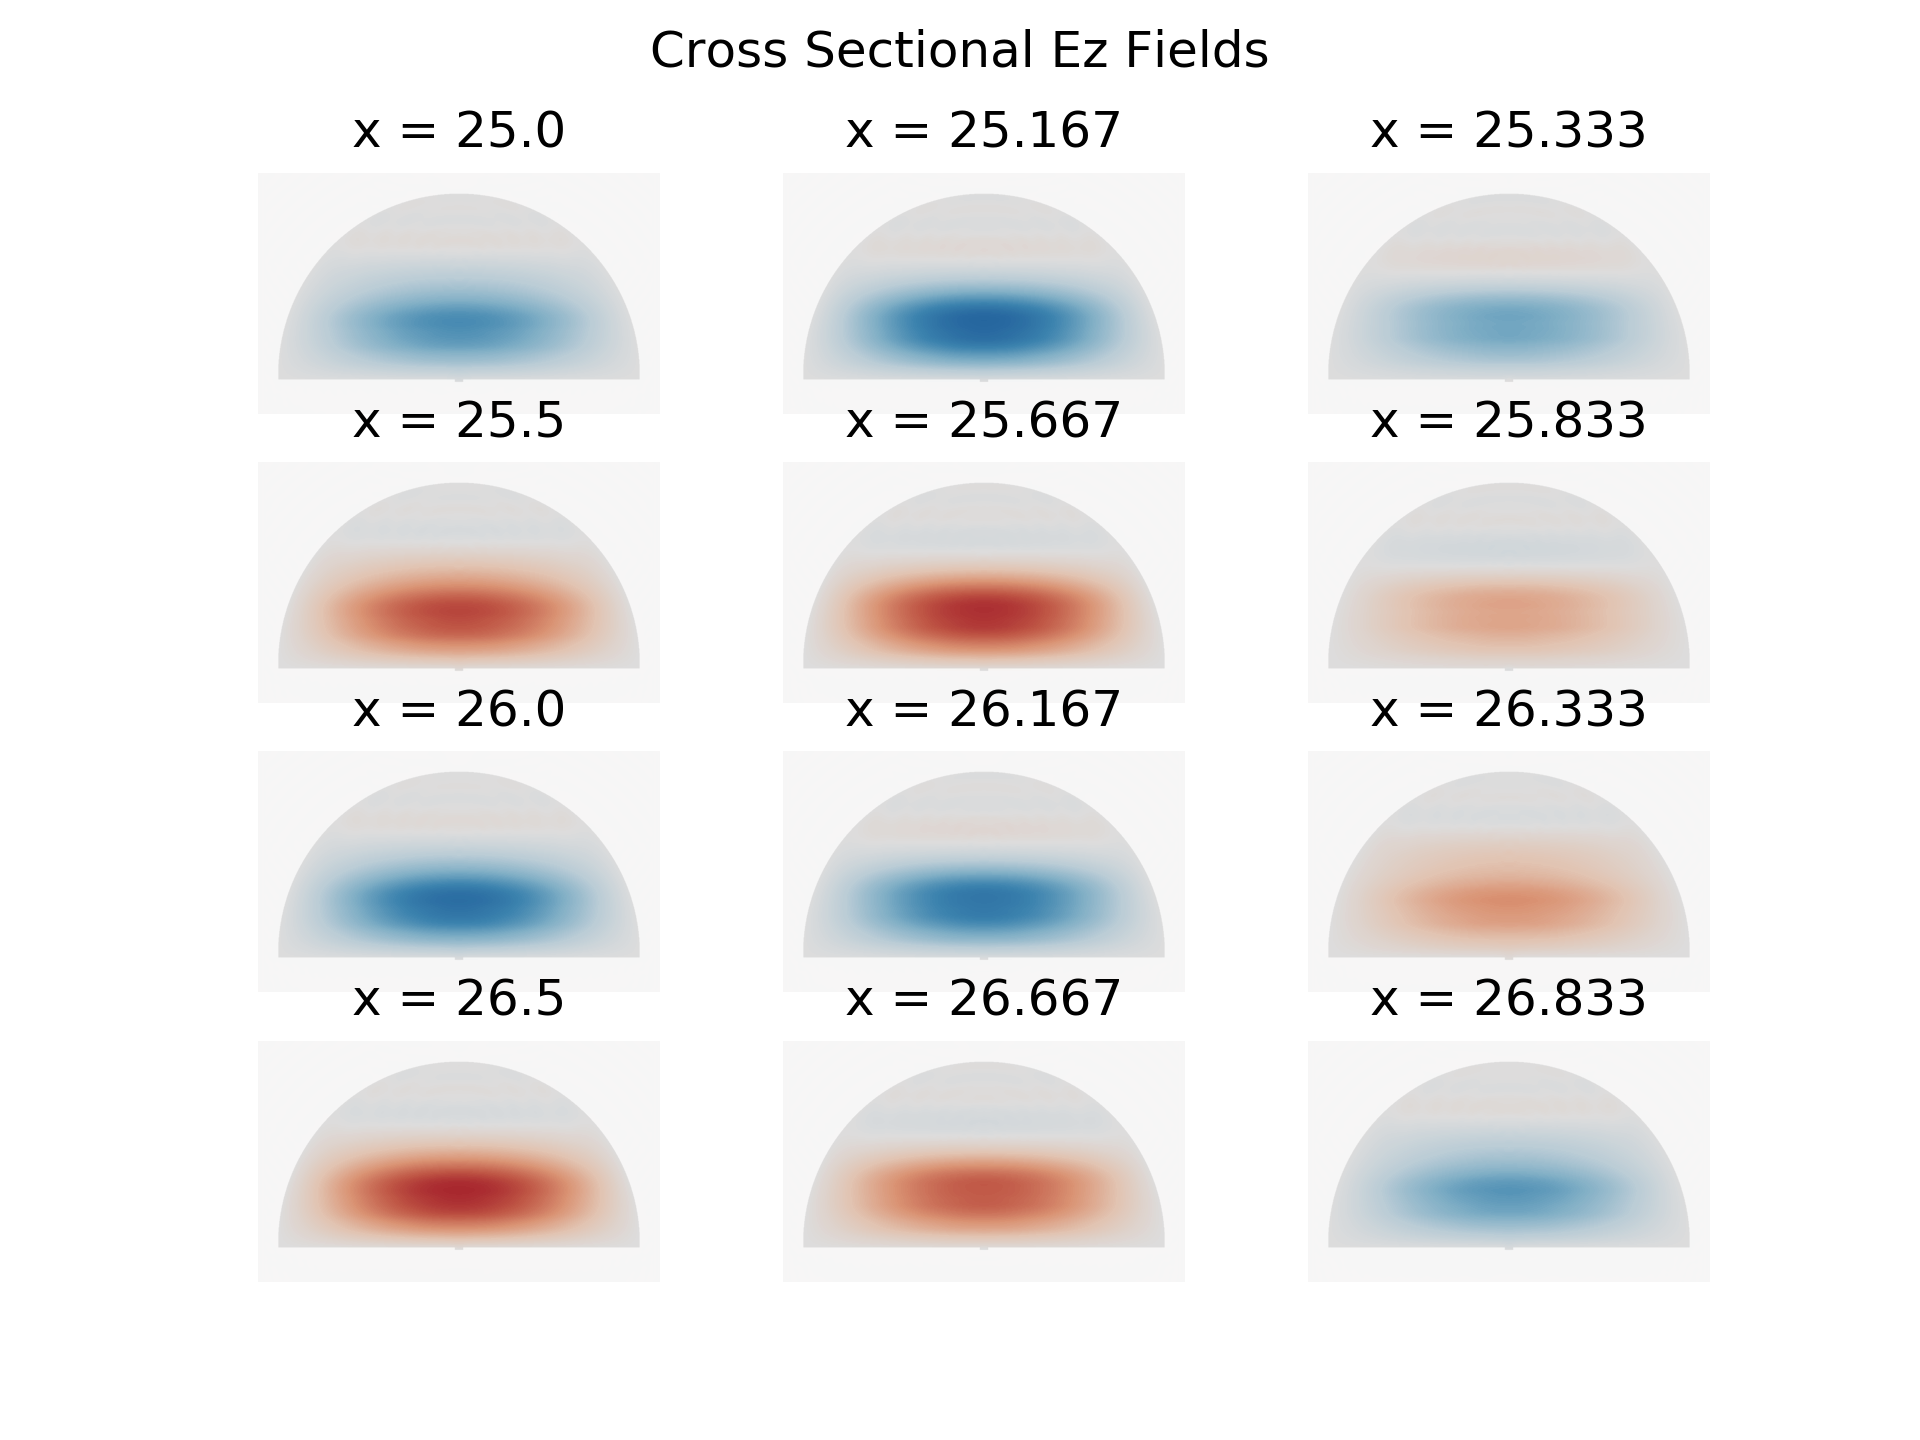 Cross Sectional Ez Fields
x = 25.0
x = 25.167
x = 25.333
x = 25.5
x = 25.667
x = 25.833
x = 26.0
x = 26.167
x = 26.333
x = 26.5
x = 26.667
x = 26.833